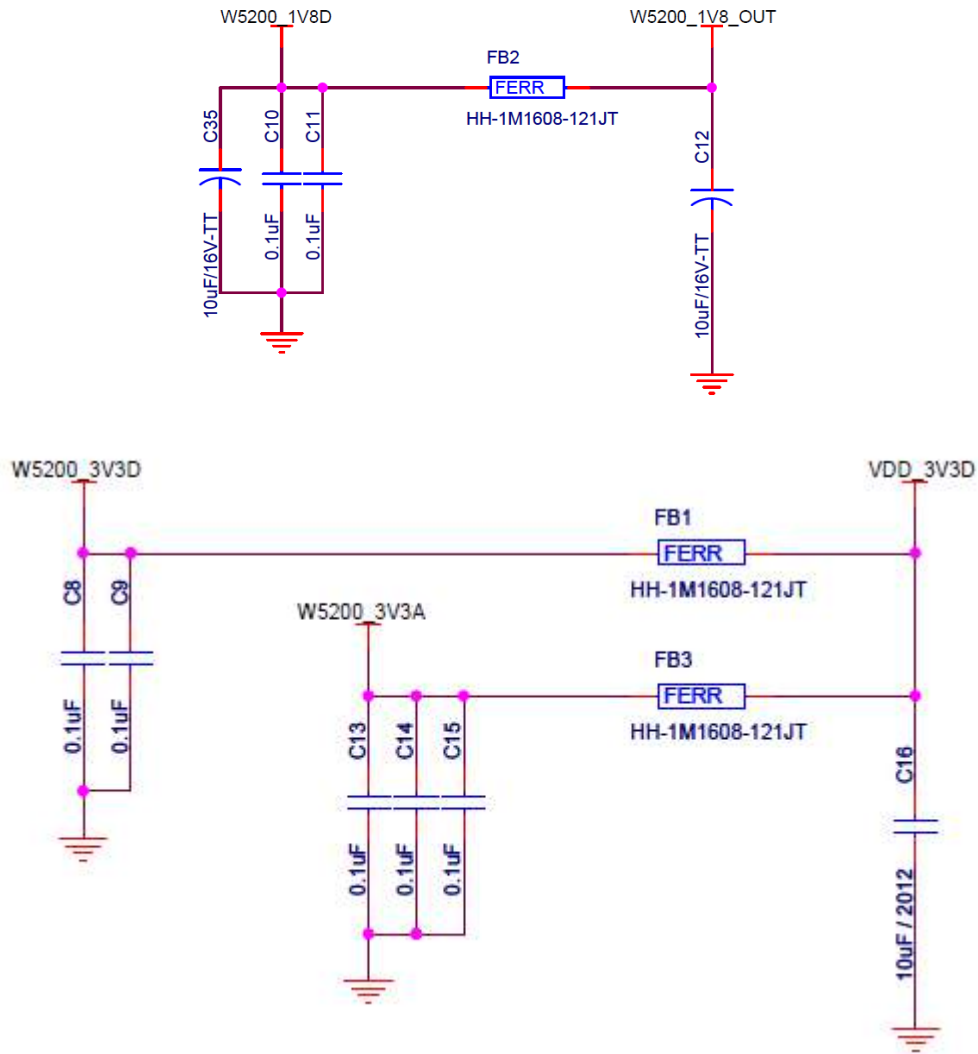 W5200_1V8D
W5200_1V8_OUT
FB2
FERR
HH-1M1608-121JT
C35
C10
C11
C12
10uF/16V-TT
0.1uF
0.1uF
10uF/16V-TT
W5200_3V3D
VDD_3V3D
FB1
FERR
HH-1M1608-121JT
C8
C9
W5200_3V3A
FB3
FERR
HH-1M1608-121JT
0.1uF
0.1uF
C13
C14
C15
C16
0.1uF
0.1uF
0.1uF
10uF / 2012